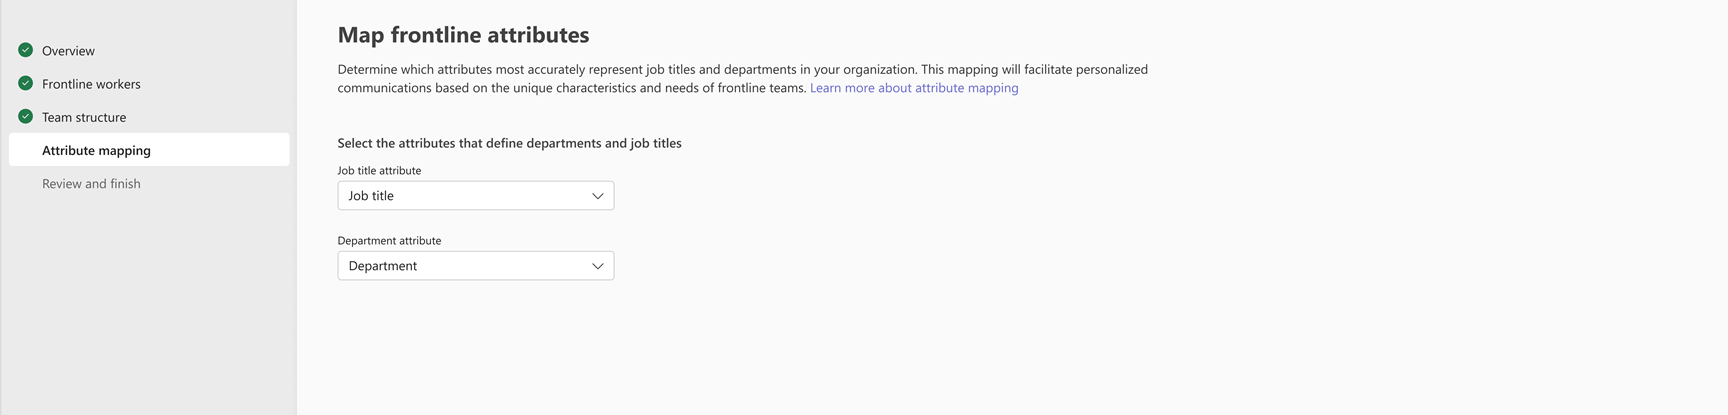 Overview
Frontline workers
Team structure
Attribute mapping
Review and finish
Map frontline attributes
Determine which attributes most accurately represent job titles and departments in your organization. This mapping will facilitate personalized
communications based on the unique characteristics and needs of frontline teams. Learn more about attribute mapping
Select the attributes that define departments and job titles
Job title attribute
Job title
Department attribute
Department